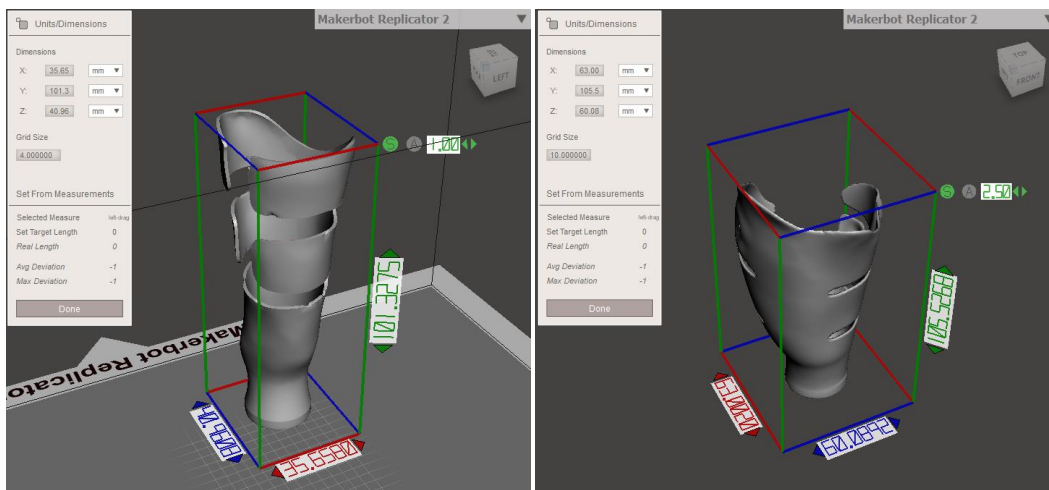 Makerbot Replicator 2
Units/Dimensions
Dimensions
X: 35.65 mm
Y: 101.3 mm
Z: 40.96 mm
Grid Size
4.000000
Set From Measurements
Selected Measure left-drag
Set Target Length 0
Real Length 0
Avg Deviation -1
Max Deviation -1
Done
LEFT
S A 1.00
101.3275
40.9608
35.6580
Makerbot Replicato
Makerbot Replicator 2
Units/Dimensions
Dimensions
X: 63.00 mm
Y: 105.5 mm
Z: 60.08 mm
Grid Size
10.000000
Set From Measurements
Selected Measure left-drag
Set Target Length 0
Real Length 0
Avg Deviation -1
Max Deviation -1
Done
TOP
FRONT
S A 2.50
105.5268
60.0842